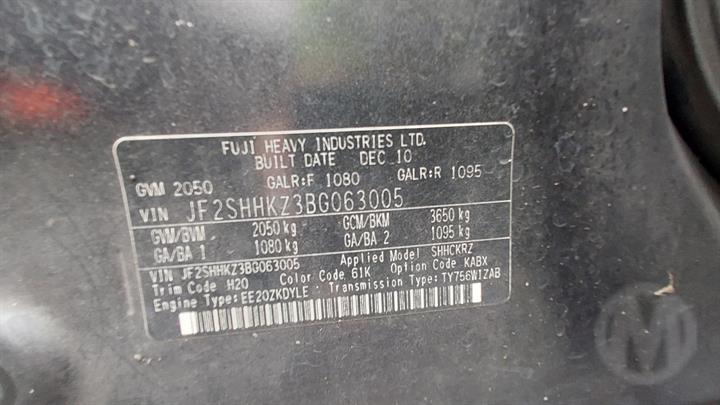 FUJI HEAVY INDUSTRIES LTD.
BUILT DATE DEC 10
GVM 2050 GALR:F 1080 GALR:R 1095
VIN JF2SHHKZ3BG063005
GVM/BVM 2050 kg GCM/BKM 3650 kg
GA/BA 1 1080 kg GA/BA 2 1095 kg
VIN JF2SHHKZ3BG063005 Applied Model SHHCKRZ
Trim Code H20 Color Code 61K Option Code KABX
Engine Type:EE20ZKDYLE Transmission Type:TY756W1ZAB
M